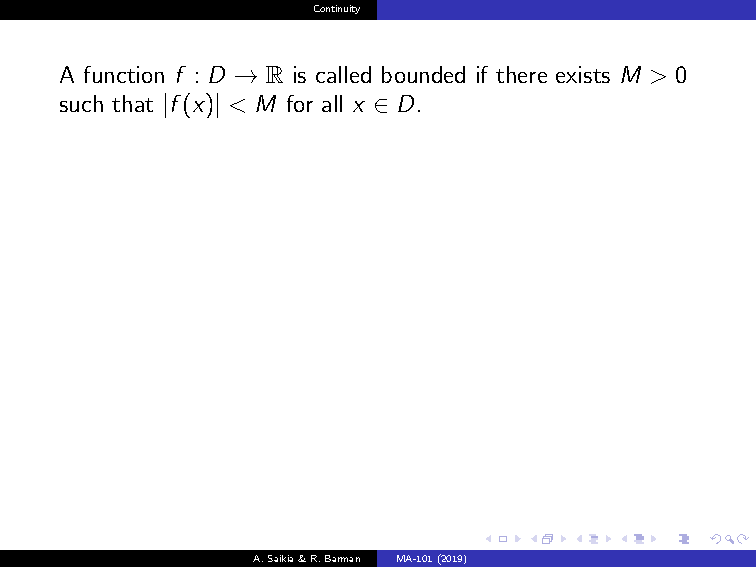 Continuity
A function f : D → ℝ is called bounded if there exists M > 0
such that |f(x)| < M for all x ∈ D.
A. Saikia & R. Barman MA-101 (2019)